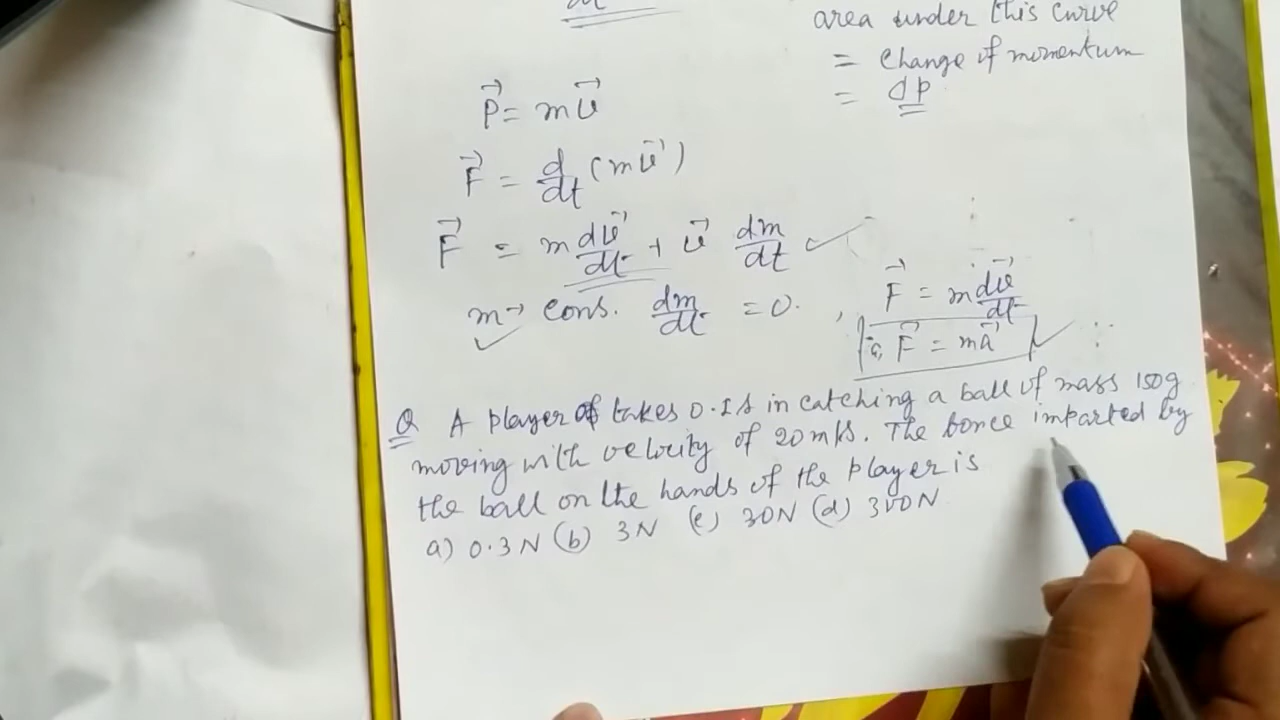 area under this curve
= Change of momentum
= dp
P⃗ = mv⃗
F⃗ = d/dt (mv⃗)
F⃗ = m dv⃗/dt + v⃗ dm/dt ✓
m → cons. dm/dt = 0. , F⃗ = m dv⃗/dt
F⃗ = ma⃗
Q A player of takes 0.1s in catching a ball of mass 150g
moving with velocity of 20m/s. The force imparted by
the ball on the hands of the player is
a) 0.3N (b) 3N (c) 30N (d) 300N